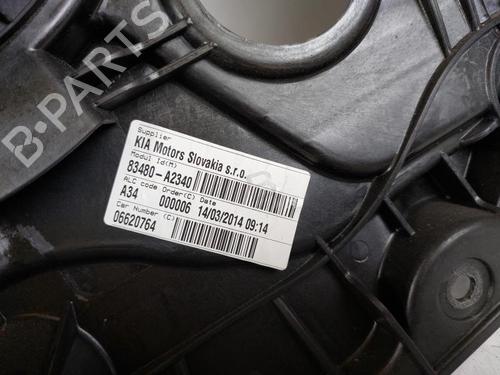 B-PARTS
Supplier
KIA Motors Slovakia s.r.o.
Modul Id(M)
83480-A2340
ALC code Order(C) Date
A34 000006 14/03/2014 09:14
Car Number (C)
06620764